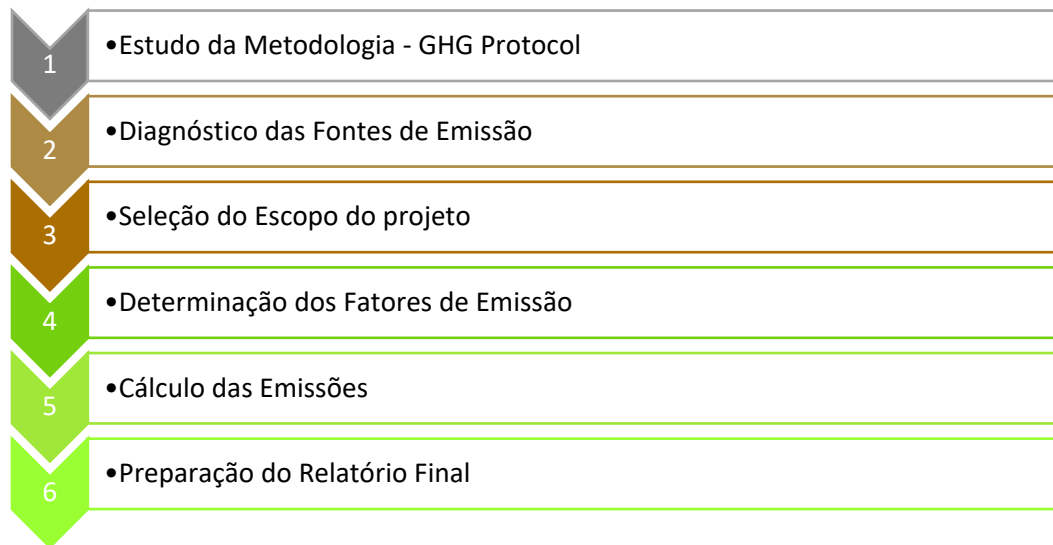 1
•Estudo da Metodologia - GHG Protocol
2
•Diagnóstico das Fontes de Emissão
3
•Seleção do Escopo do projeto
4
•Determinação dos Fatores de Emissão
5
•Cálculo das Emissões
6
•Preparação do Relatório Final